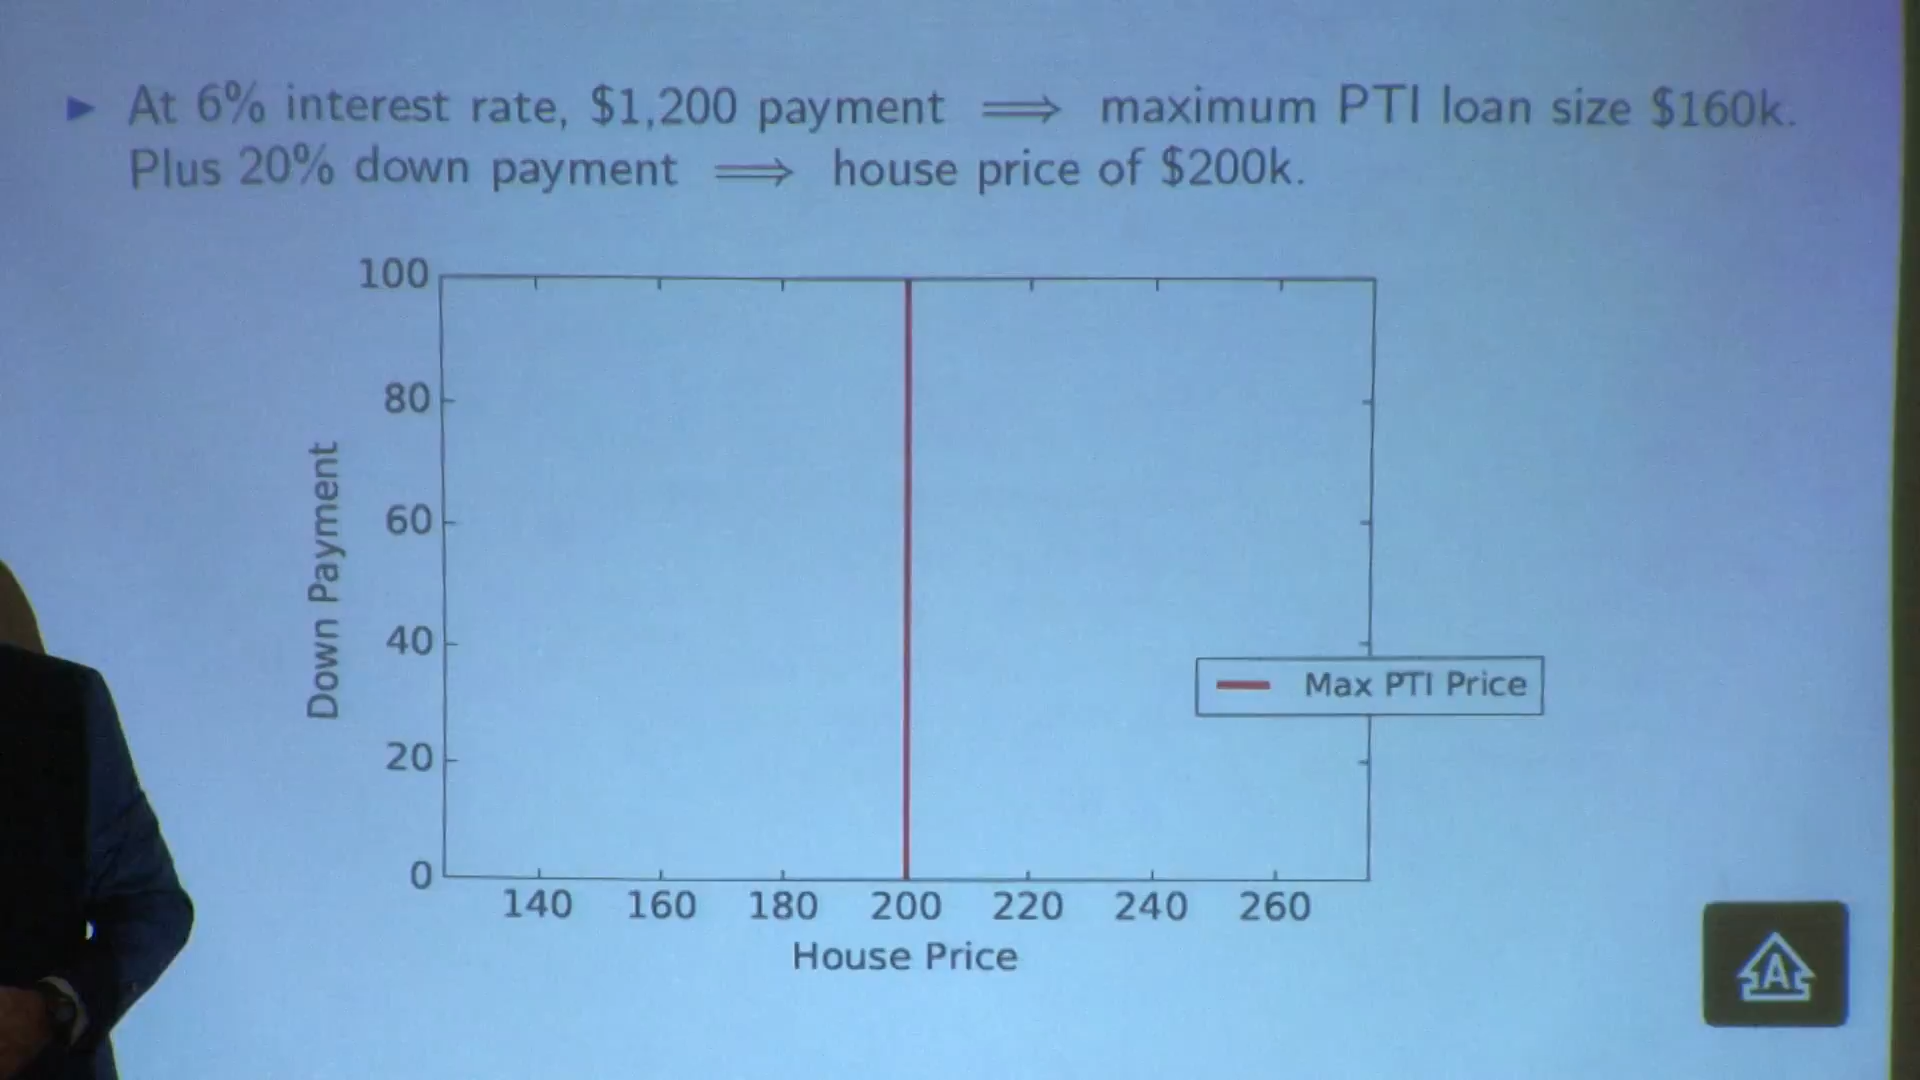 At 6% interest rate, $1,200 payment ⟹ maximum PTI loan size $160k.
Plus 20% down payment ⟹ house price of $200k.
100
80
60
40
20
0
Down Payment
Max PTI Price
140 160 180 200 220 240 260
House Price
A